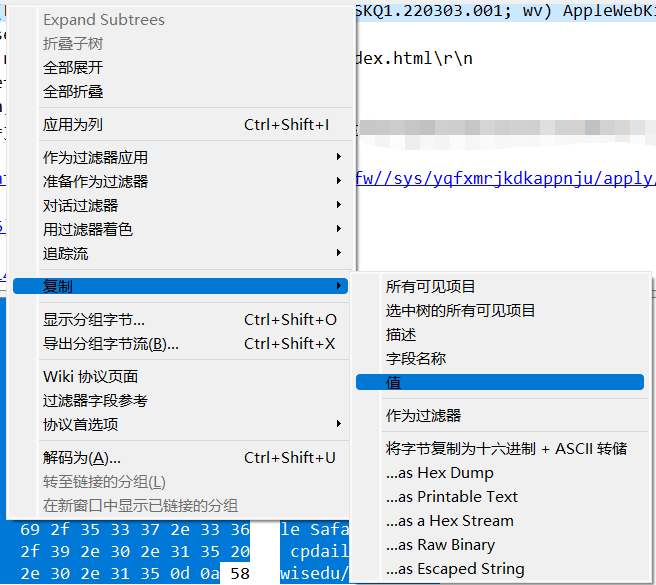 Expand Subtrees
SKQ1.220303.001; wv) AppleWebKi
折叠子树
全部展开
dex.html\r\n
全部折叠
应用为列 Ctrl+Shift+I
作为过滤器应用
准备作为过滤器
fw//sys/yqfxmrjkdkappnju/apply/
对话过滤器
用过滤器着色
追踪流
复制
所有可见项目
选中树的所有可见项目
描述
字段名称
值
作为过滤器
将字节复制为十六进制 + ASCII 转储
...as Hex Dump
...as Printable Text
...as a Hex Stream
...as Raw Binary
...as Escaped String
显示分组字节... Ctrl+Shift+O
导出分组字节流(B)... Ctrl+Shift+X
Wiki 协议页面
过滤器字段参考
协议首选项
解码为(A)... Ctrl+Shift+U
转至链接的分组(L)
在新窗口中显示已链接的分组
69 2f 35 33 37 2e 33 36 le Safa
2f 39 2e 30 2e 31 35 20 cpdail
2e 30 2e 31 35 0d 0a 58 wisedu/